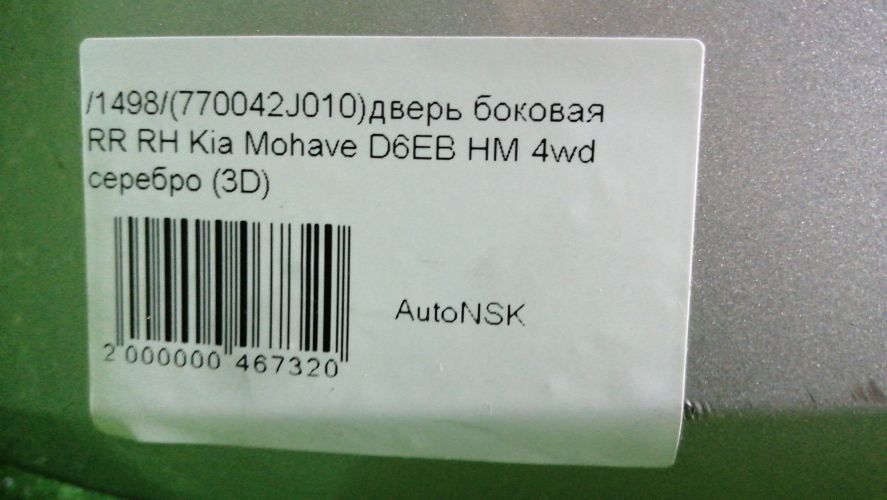 /1498/(770042J010)дверь боковая
RR RH Kia Mohave D6EB HM 4wd
серебро (3D)
AutoNSK
2 000000 467320